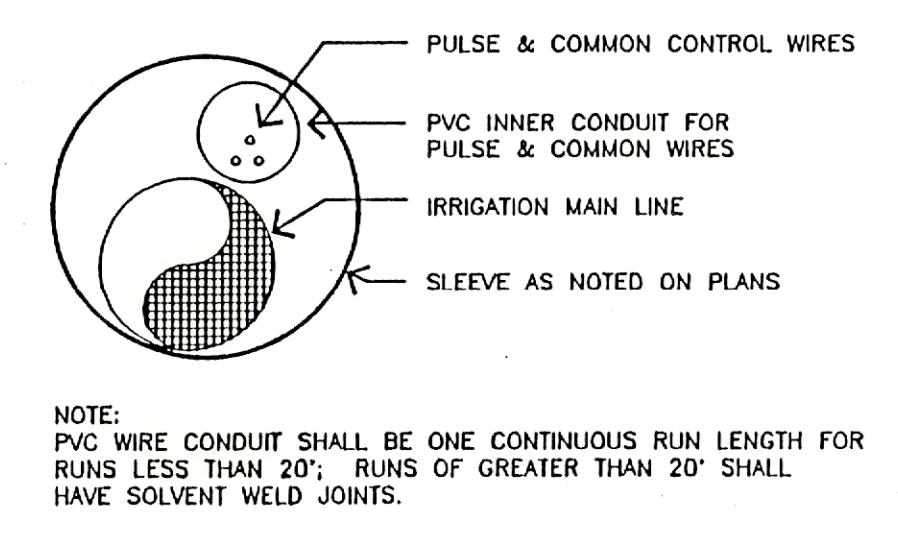 PULSE & COMMON CONTROL WIRES
PVC INNER CONDUIT FOR
PULSE & COMMON WIRES
IRRIGATION MAIN LINE
SLEEVE AS NOTED ON PLANS
NOTE:
PVC WIRE CONDUIT SHALL BE ONE CONTINUOUS RUN LENGTH FOR
RUNS LESS THAN 20'; RUNS OF GREATER THAN 20' SHALL
HAVE SOLVENT WELD JOINTS.